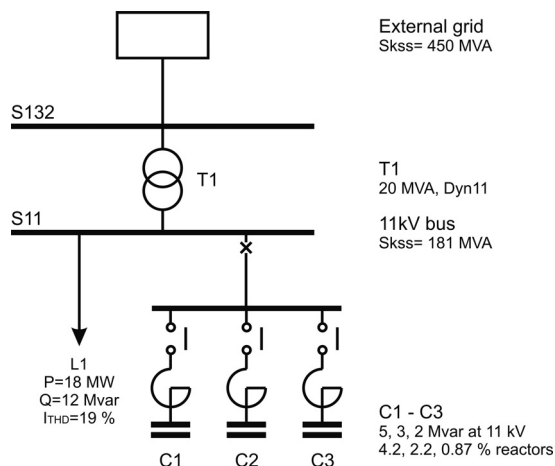 External grid
Skss= 450 MVA
S132
T1
T1
20 MVA, Dyn11
S11
11kV bus
Skss= 181 MVA
L1
P=18 MW
Q=12 Mvar
ITHD=19 %
C1 - C3
5, 3, 2 Mvar at 11 kV
4.2, 2.2, 0.87 % reactors
C1
C2
C3